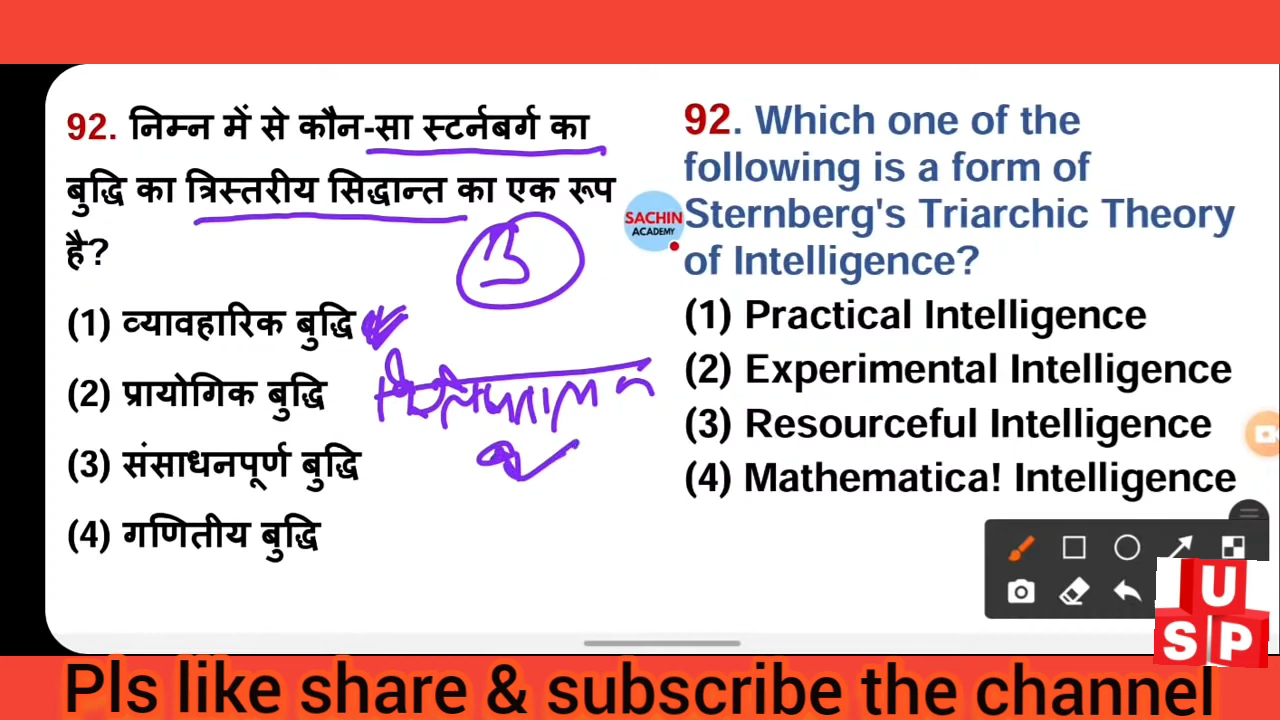 92. निम्न में से कौन-सा स्टर्नबर्ग का
बुद्धि का त्रिस्तरीय सिद्धान्त का एक रूप
है?
(1) व्यावहारिक बुद्धि
(2) प्रायोगिक बुद्धि
(3) संसाधनपूर्ण बुद्धि
(4) गणितीय बुद्धि
SACHIN
ACADEMY
92. Which one of the
following is a form of
Sternberg's Triarchic Theory
of Intelligence?
(1) Practical Intelligence
(2) Experimental Intelligence
(3) Resourceful Intelligence
(4) Mathematica! Intelligence
U
S P
Pls like share & subscribe the channel